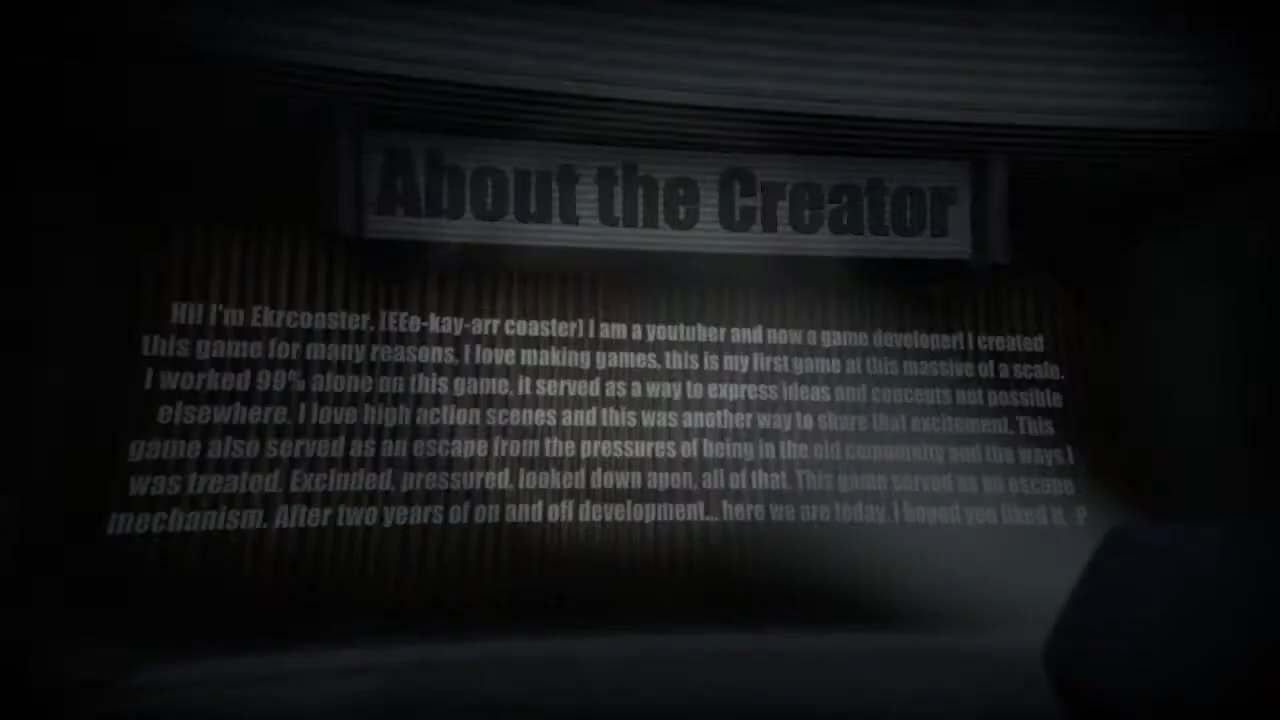 About the Creator
Hi! I'm Ekrcoaster. [EEe-kay-arr coaster] I am a youtuber and now a game developer! I created
this game for many reasons. I love making games, this is my first game at this massive of a scale.
I worked 99% alone on this game, it served as a way to express ideas and concepts not possible
elsewhere. I love high action scenes and this was another way to share that excitement. This
game also served as an escape from the pressures of being in the old community and the ways I
was treated. Excluded, pressured, looked down apon, all of that. This game served as an escape
mechanism. After two years of on and off development... here we are today. I hoped you liked it. :P